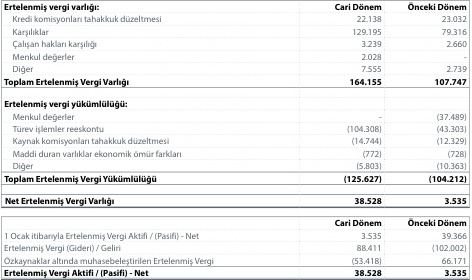 Ertelenmiş vergi varlığı: Cari Dönem Önceki Dönem
Kredi komisyonları tahakkuk düzeltmesi 22.138 23.032
Karşılıklar 129.195 79.316
Çalışan hakları karşılığı 3.239 2.660
Menkul değerler 2.028 -
Diğer 7.555 2.739
Toplam Ertelenmiş Vergi Varlığı 164.155 107.747
Ertelenmiş vergi yükümlülüğü:
Menkul değerler - (37.489)
Türev işlemler reeskontu (104.308) (43.303)
Kaynak komisyonları tahakkuk düzeltmesi (14.744) (12.329)
Maddi duran varlıklar ekonomik ömür farkları (772) (728)
Diğer (5.803) (10.363)
Toplam Ertelenmiş Vergi Yükümlülüğü (125.627) (104.212)
Net Ertelenmiş Vergi Varlığı 38.528 3.535
Cari Dönem Önceki Dönem
1 Ocak itibarıyla Ertelenmiş Vergi Aktifi / (Pasifi) - Net 3.535 39.366
Ertelenmiş Vergi (Gideri) / Geliri 88.411 (102.002)
Özkaynaklar altında muhasebeleştirilen Ertelenmiş Vergi (53.418) 66.171
Ertelenmiş Vergi Aktifi / (Pasifi) - Net 38.528 3.535